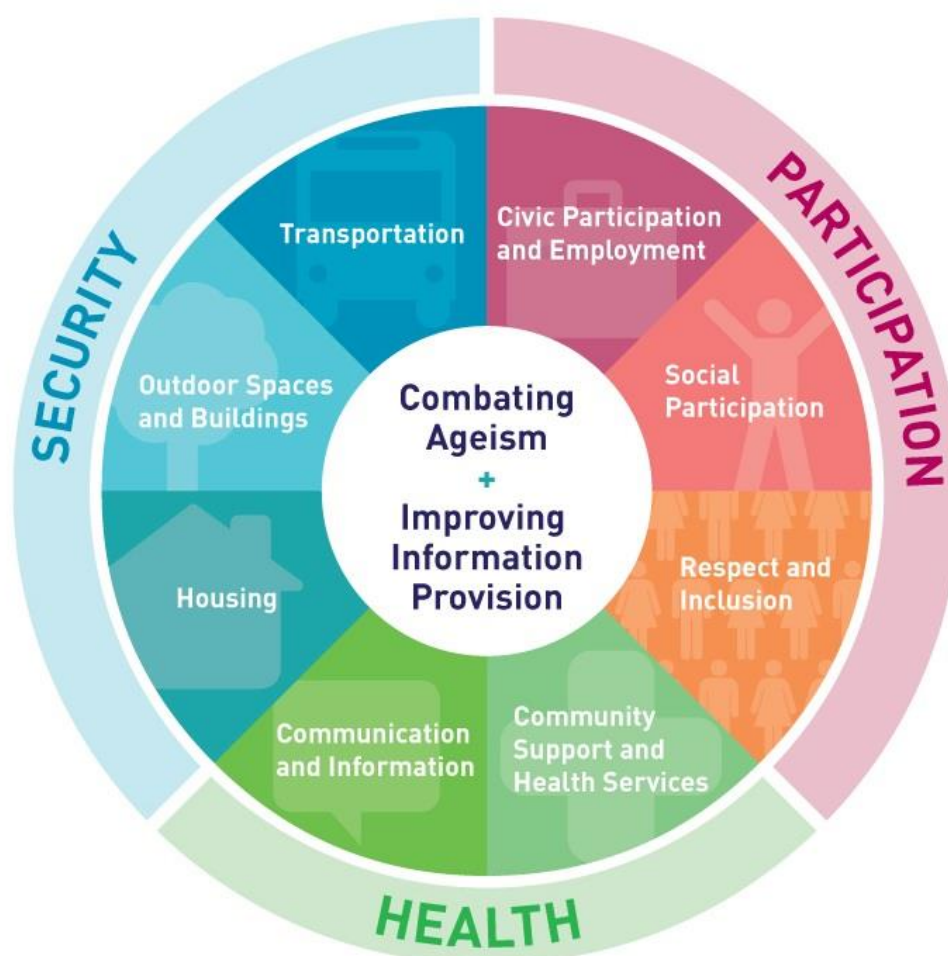 SECURITY
PARTICIPATION
HEALTH
Transportation
Civic Participation
and Employment
Social
Participation
Respect and
Inclusion
Community
Support and
Health Services
Communication
and Information
Housing
Outdoor Spaces
and Buildings
Combating
Ageism
+
Improving
Information
Provision